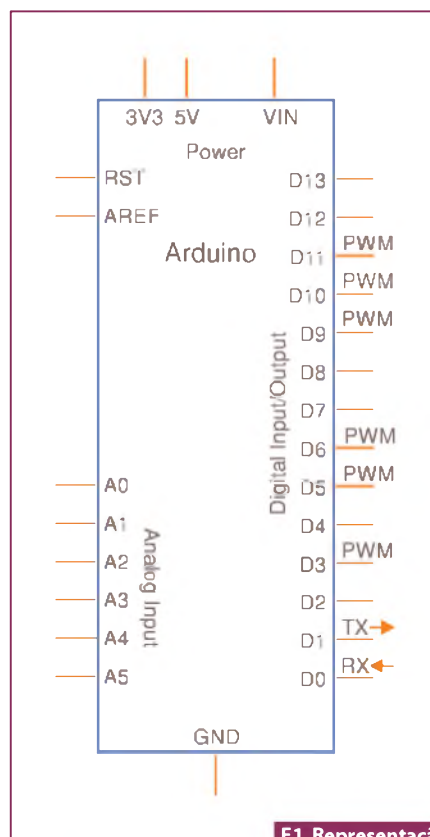 3V3 5V VIN
Power
RST D13
AREF D12
Arduino D11 PWM
D10 PWM
D9 PWM
Digital Input/Output
D8
D7
D6 PWM
A0 D5 PWM
A1 D4
Analog Input
A2 D3 PWM
A3 D2
A4 D1 TX
A5 D0 RX
GND